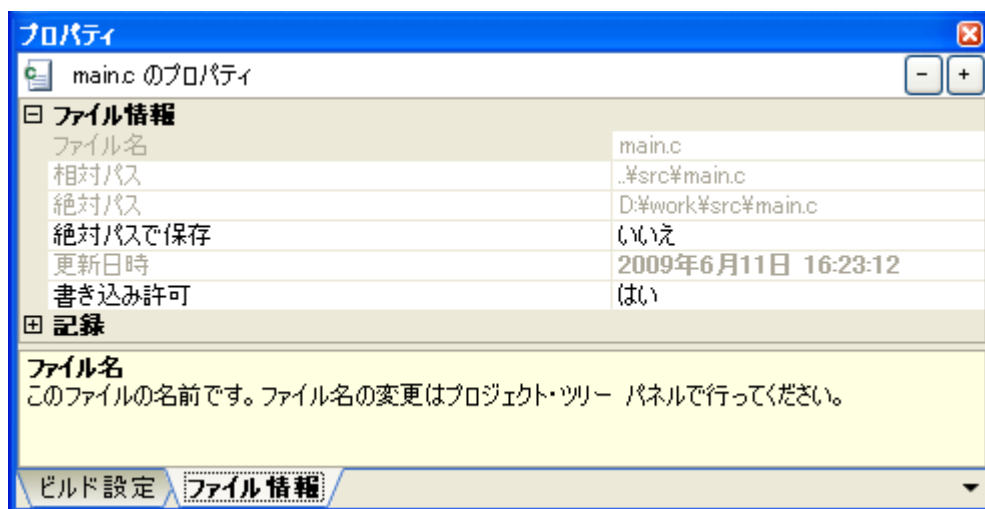 プロパティ
main.c のプロパティ
- +
ファイル情報
ファイル名 main.c
相対パス ..¥src¥main.c
絶対パス D:¥work¥src¥main.c
絶対パスで保存 いいえ
更新日時 2009年6月11日 16:23:12
書き込み許可 はい
記録
ファイル名
このファイルの名前です。ファイル名の変更はプロジェクト・ツリー パネルで行ってください。
ビルド設定 ファイル情報